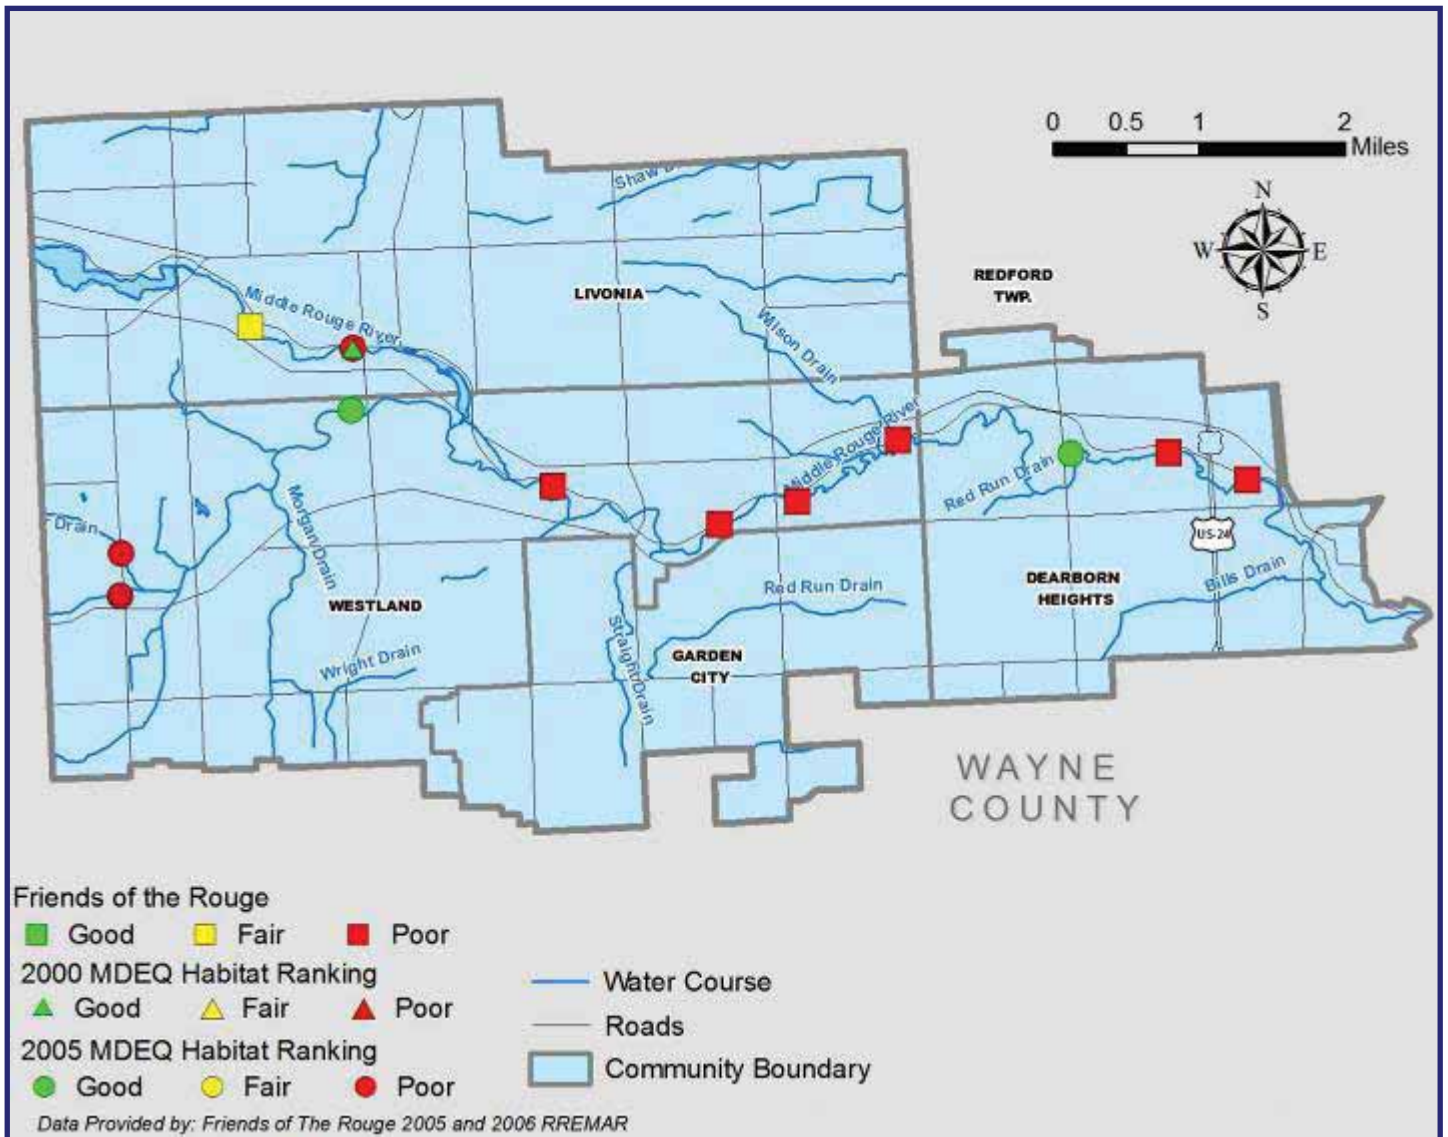 Shaw
0 0.5 1 2
Miles
N
W E
S
REDFORD
TWP.
LIVONIA
Middle Rouge River
Wilson Drain
Middle Rouge River
Red Run Drain
Drain
Morgan Drain
US-24
Bills Drain
DEARBORN
HEIGHTS
WESTLAND
Red Run Drain
Straight Drain
GARDEN
CITY
Wright Drain
WAYNE
COUNTY
Friends of the Rouge
Good Fair Poor
2000 MDEQ Habitat Ranking
Good Fair Poor
2005 MDEQ Habitat Ranking
Good Fair Poor
Water Course
Roads
Community Boundary
Data Provided by: Friends of The Rouge 2005 and 2006 RREMAR